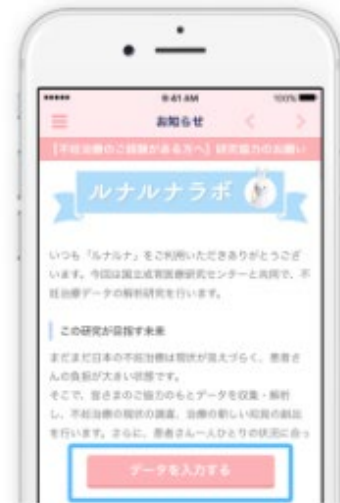 9:41 AM
100%
お知らせ
【不妊治療のご経験がある方へ】研究協力のお願い
ルナルナラボ
いつも「ルナルナ」をご利用いただきありがとうござ
います。今回は国立成育医療研究センターと共同で、不
妊治療データの解析研究を行います。
この研究が目指す未来
まだまだ日本の不妊治療は現状が見えづらく、患者さ
んの負担が大きい状態です。
そこで、皆さまのご協力のもとデータを収集・解析
し、不妊治療の現状の調査、治療の新しい知見の創出
を行います。さらに、患者さん一人ひとりの状況に合っ
データを入力する